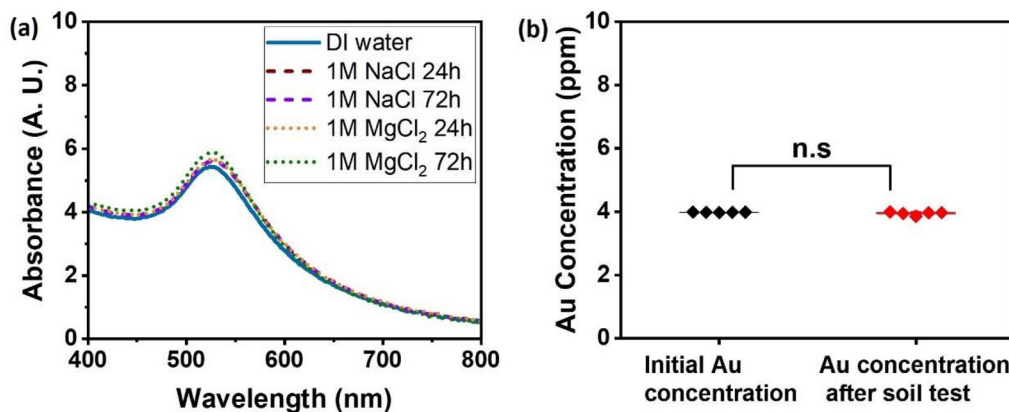 (a)
10
8
6
4
2
0
400
500
600
700
800
Absorbance (A. U.)
Wavelength (nm)
DI water
1M NaCl 24h
1M NaCl 72h
1M MgCl₂ 24h
1M MgCl₂ 72h
(b)
10
8
6
4
2
0
Au Concentration (ppm)
n.s
Initial Au
concentration
Au concentration
after soil test